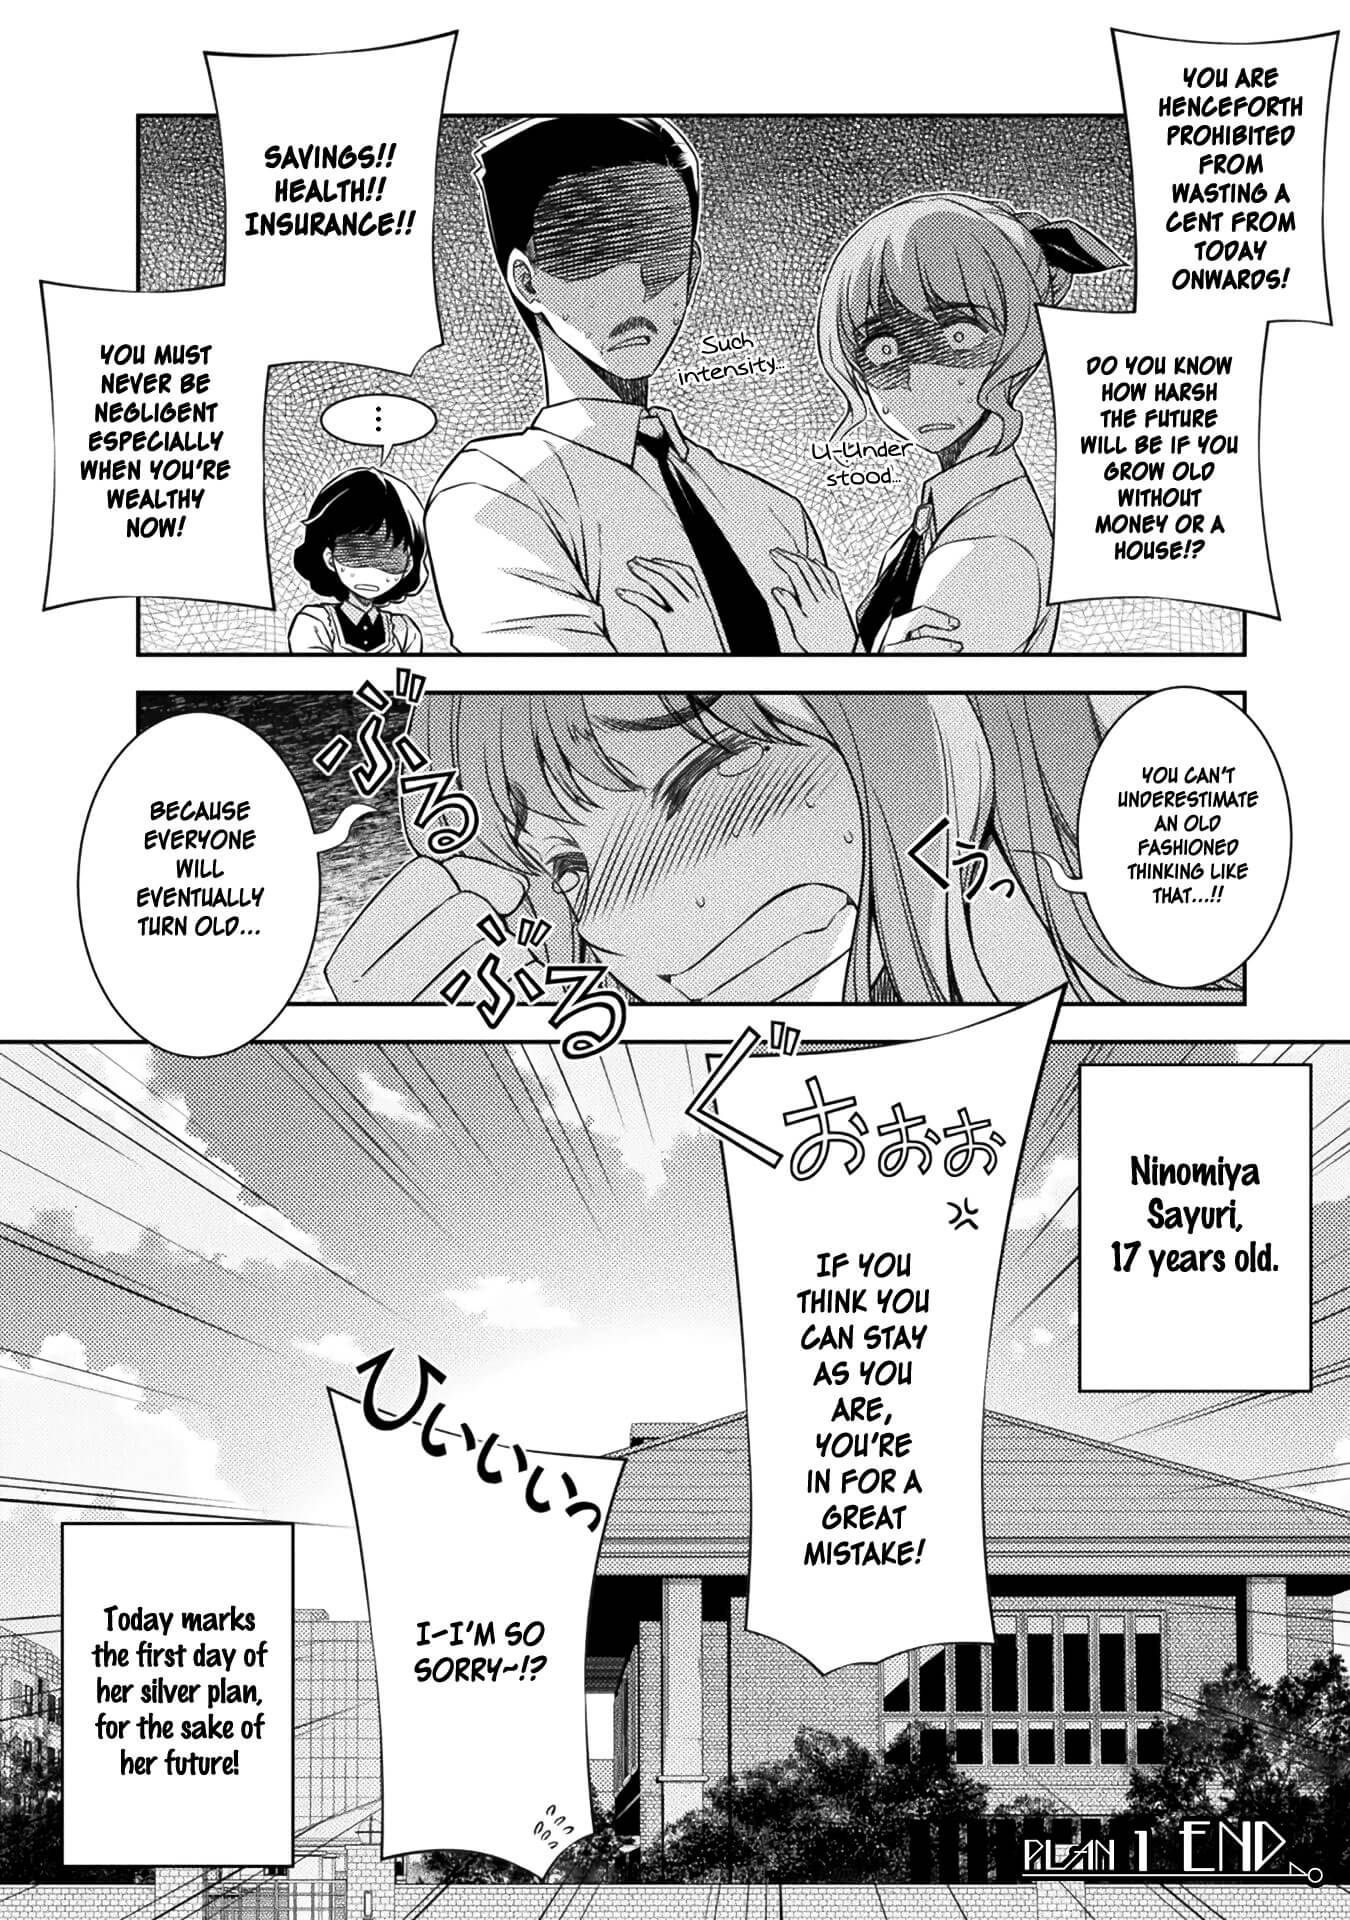 YOU ARE
HENCEFORTH
PROHIBITED
FROM
WASTING A
CENT FROM
TODAY
ONWARDS!
DO YOU KNOW
HOW HARSH
THE FUTURE
WILL BE IF YOU
GROW OLD
WITHOUT
MONEY OR A
HOUSE!?
U-Under
stood...
Such
intensity...
SAVINGS!!
HEALTH!!
INSURANCE!!
YOU MUST
NEVER BE
NEGLIGENT
ESPECIALLY
WHEN YOU'RE
WEALTHY
NOW!
...
YOU CAN'T
UNDERESTIMATE
AN OLD
FASHIONED
THINKING LIKE
THAT...!!
くうっ
ぶるぶる
BECAUSE
EVERYONE
WILL
EVENTUALLY
TURN OLD...
Ninomiya
Sayuri,
17 years old.
ぐおおお
IF YOU
THINK YOU
CAN STAY
AS YOU
ARE,
YOU'RE
IN FOR A
GREAT
MISTAKE!
ひいいいっ
I-I'M SO
SORRY~!?
Today marks
the first day of
her silver plan,
for the sake of
her future!
PLAN 1 END